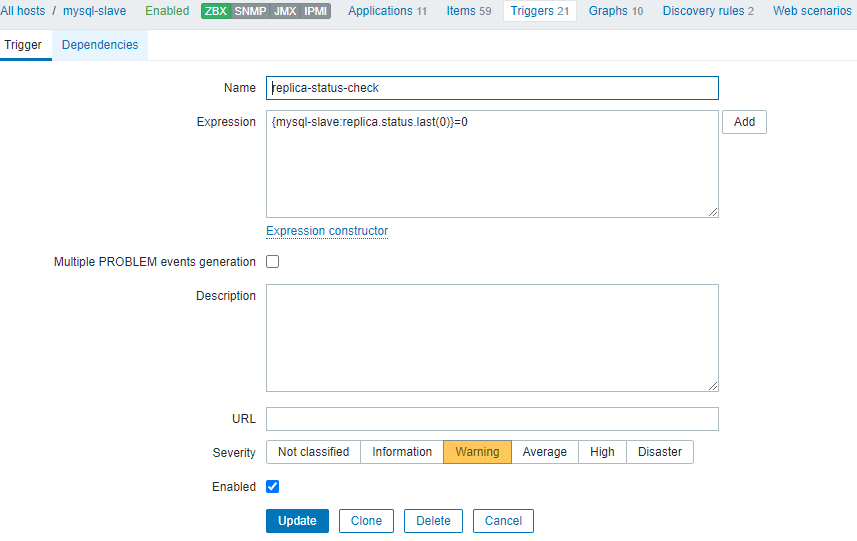 All hosts / mysql-slave Enabled ZBX SNMP JMX IPMI Applications 11 Items 59 Triggers 21 Graphs 10 Discovery rules 2 Web scenarios
Trigger Dependencies
Name replica-status-check
Expression {mysql-slave:replica.status.last(0)}=0 Add
Expression constructor
Multiple PROBLEM events generation
Description
URL
Severity Not classified Information Warning Average High Disaster
Enabled
Update Clone Delete Cancel